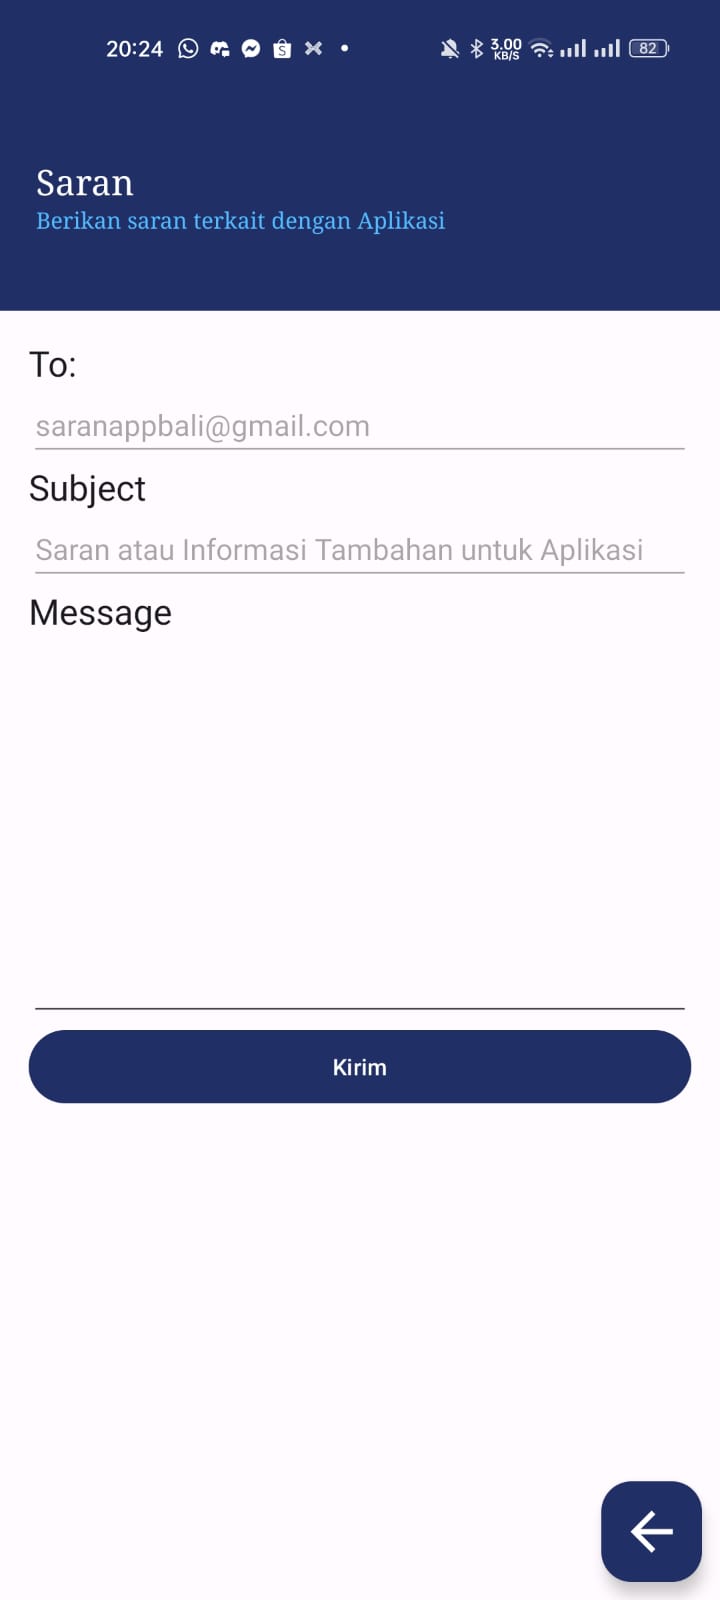 20:24
3.00
KB/S
82
Saran
Berikan saran terkait dengan Aplikasi
To:
saranappbali@gmail.com
Subject
Saran atau Informasi Tambahan untuk Aplikasi
Message
Kirim